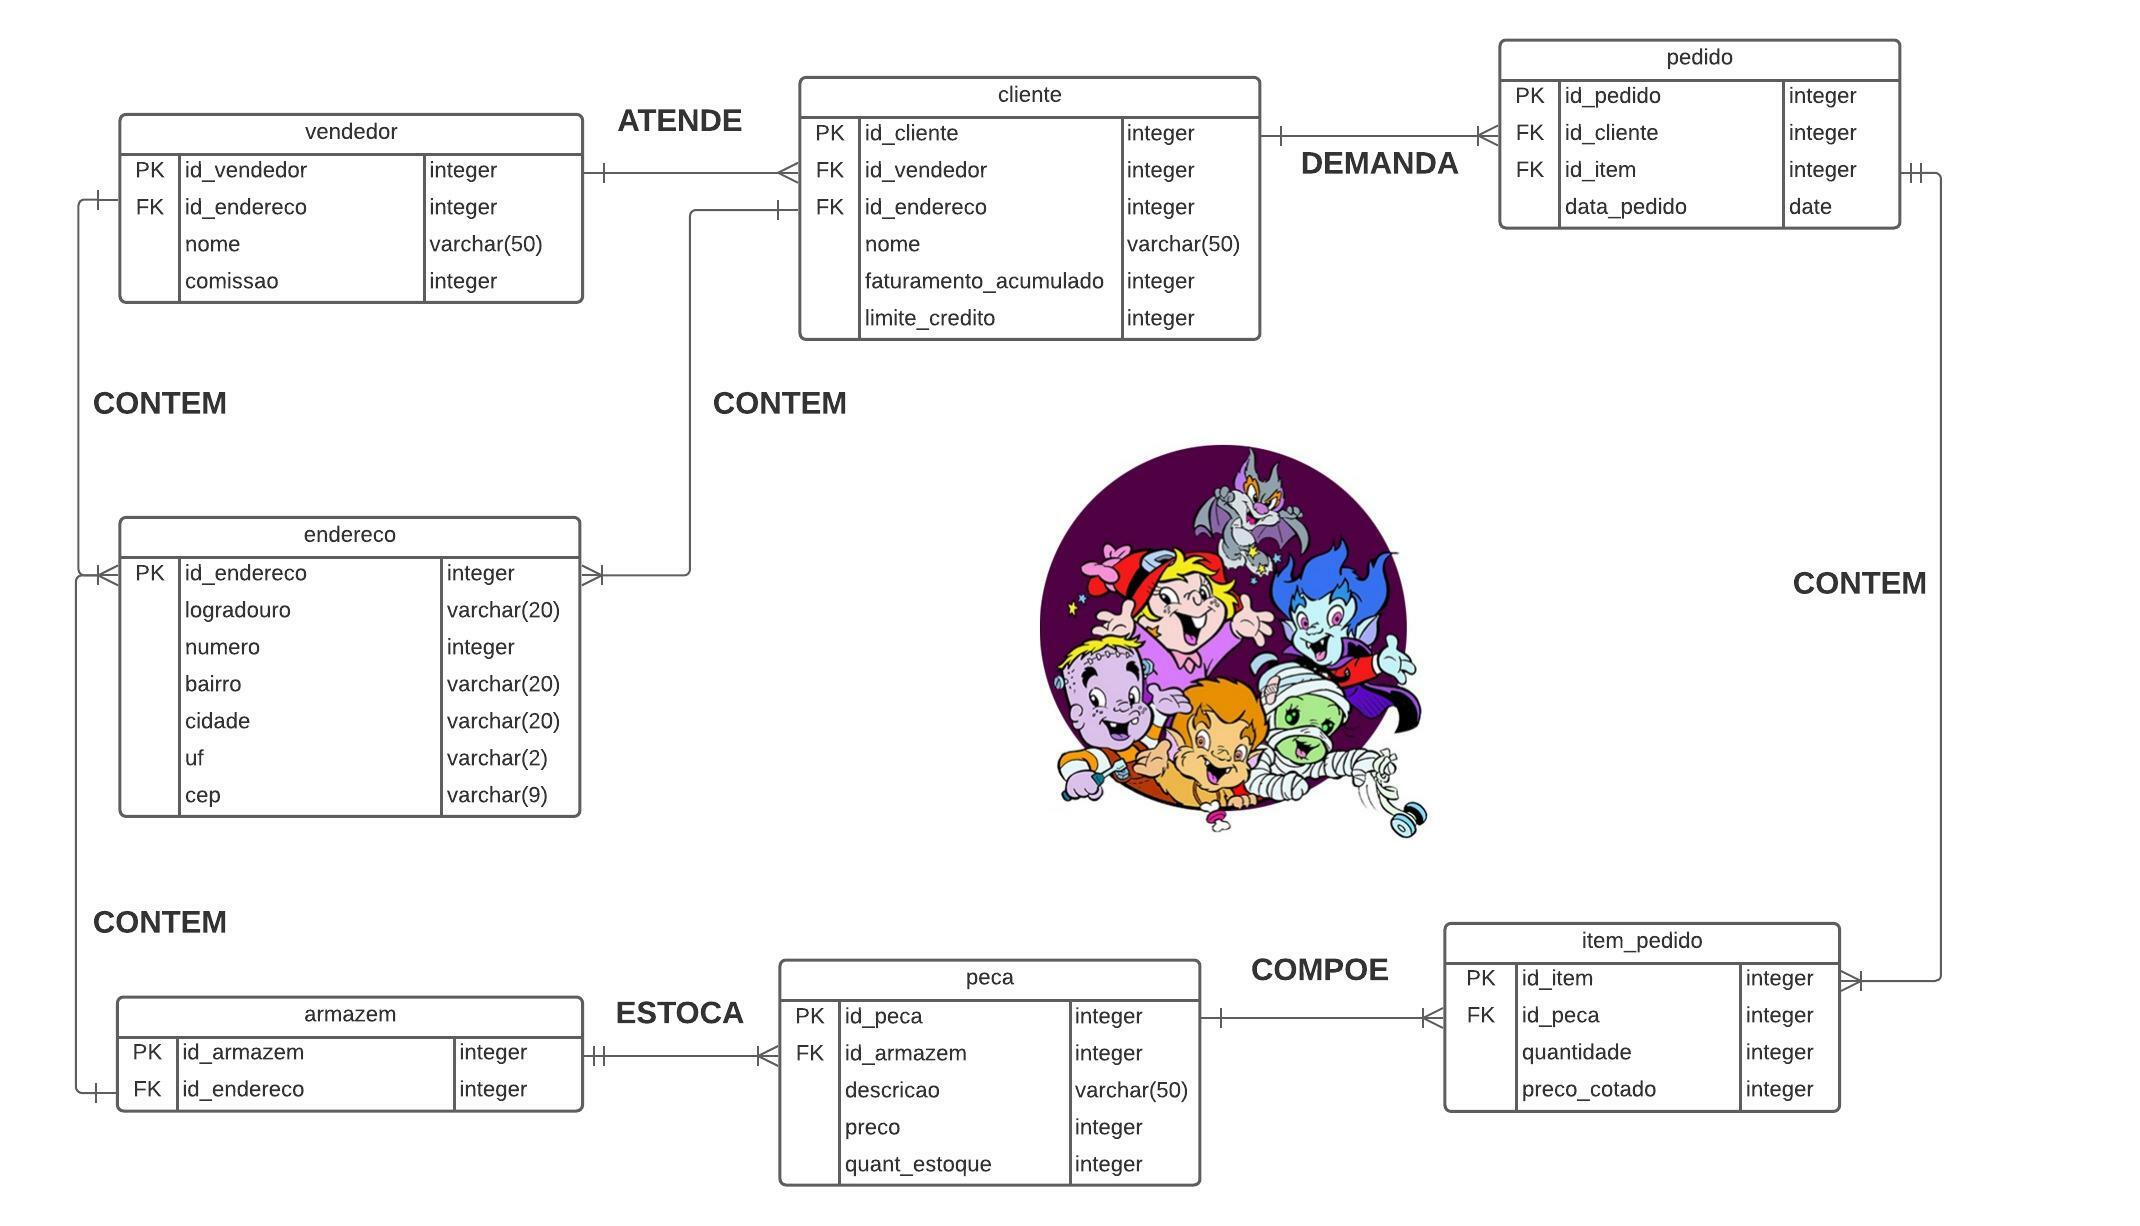 vendedor
PK id_vendedor integer
FK id_endereco integer
nome varchar(50)
comissao integer
ATENDE
cliente
PK id_cliente integer
FK id_vendedor integer
FK id_endereco integer
nome varchar(50)
faturamento_acumulado integer
limite_credito integer
DEMANDA
pedido
PK id_pedido integer
FK id_cliente integer
FK id_item integer
data_pedido date
CONTEM
CONTEM
CONTEM
endereco
PK id_endereco integer
logradouro varchar(20)
numero integer
bairro varchar(20)
cidade varchar(20)
uf varchar(2)
cep varchar(9)
CONTEM
armazem
PK id_armazem integer
FK id_endereco integer
ESTOCA
peca
PK id_peca integer
FK id_armazem integer
descricao varchar(50)
preco integer
quant_estoque integer
COMPOE
item_pedido
PK id_item integer
FK id_peca integer
quantidade integer
preco_cotado integer